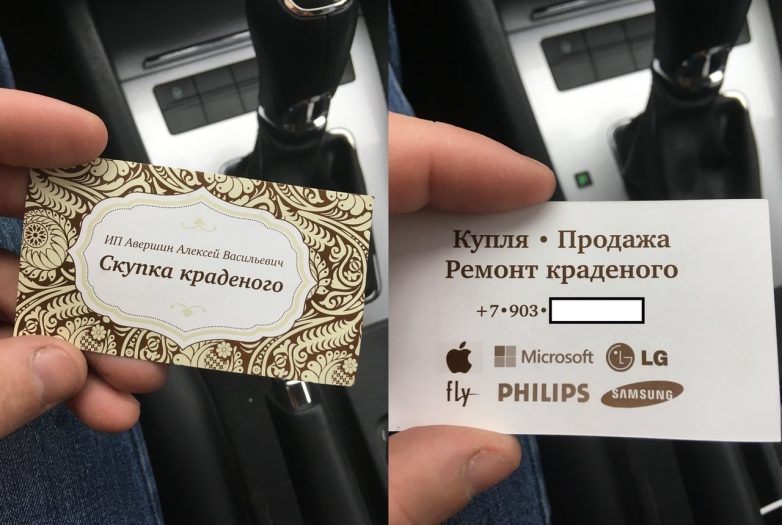 ИП Авершин Алексей Васильевич
Скупка краденого
Купля • Продажа
Ремонт краденого
+7•903•
Microsoft LG
fly PHILIPS SAMSUNG